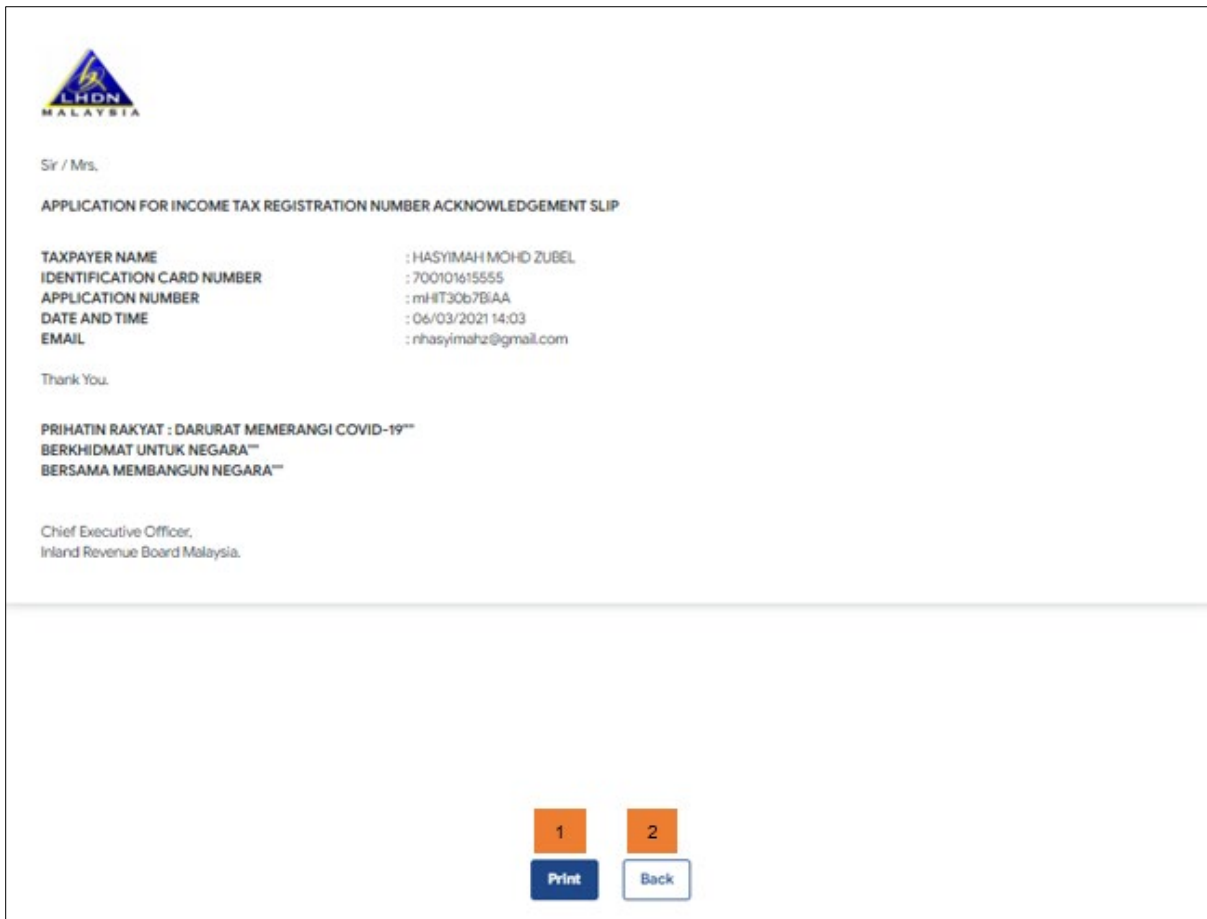 LHDN
MALAYSIA
Sir / Mrs.
APPLICATION FOR INCOME TAX REGISTRATION NUMBER ACKNOWLEDGEMENT SLIP
TAXPAYER NAME : HASYIMAH MOHD ZUBEL
IDENTIFICATION CARD NUMBER : 700101615555
APPLICATION NUMBER : mHIT30b7BiAA
DATE AND TIME : 06/03/2021 14:03
EMAIL : nhasyimahz@gmail.com
Thank You.
PRIHATIN RAKYAT : DARURAT MEMERANGI COVID-19""
BERKHIDMAT UNTUK NEGARA""
BERSAMA MEMBANGUN NEGARA""
Chief Executive Officer,
Inland Revenue Board Malaysia.
1 2
Print Back